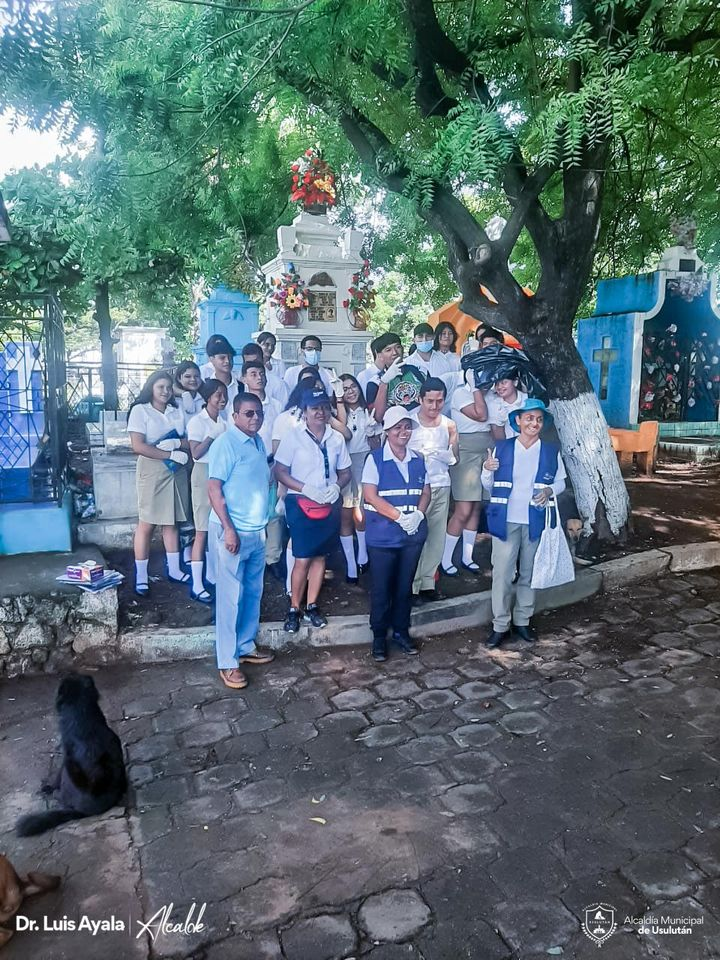 Dr. Luis Ayala | Alcalde
Alcaldía Municipal
de Usulután